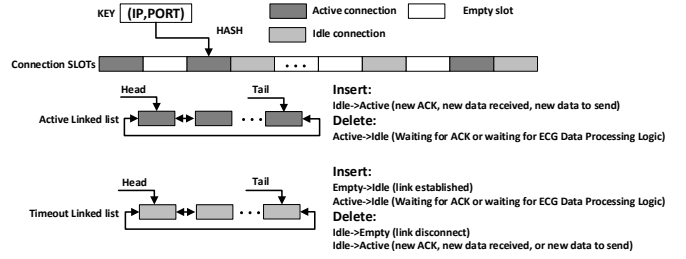 KEY (IP,PORT) Active connection Empty slot
HASH Idle connection
Connection SLOTs ...
Head Tail Insert:
Idle->Active (new ACK, new data received, new data to send)
Active Linked list ... Delete:
Active->Idle (Waiting for ACK or waiting for ECG Data Processing Logic)
Insert:
Head Tail Empty->Idle (link established)
Active->Idle (Waiting for ACK or waiting for ECG Data Processing Logic)
Timeout Linked list ... Delete:
Idle->Empty (link disconnect)
Idle->Active (new ACK, new data received, or new data to send)